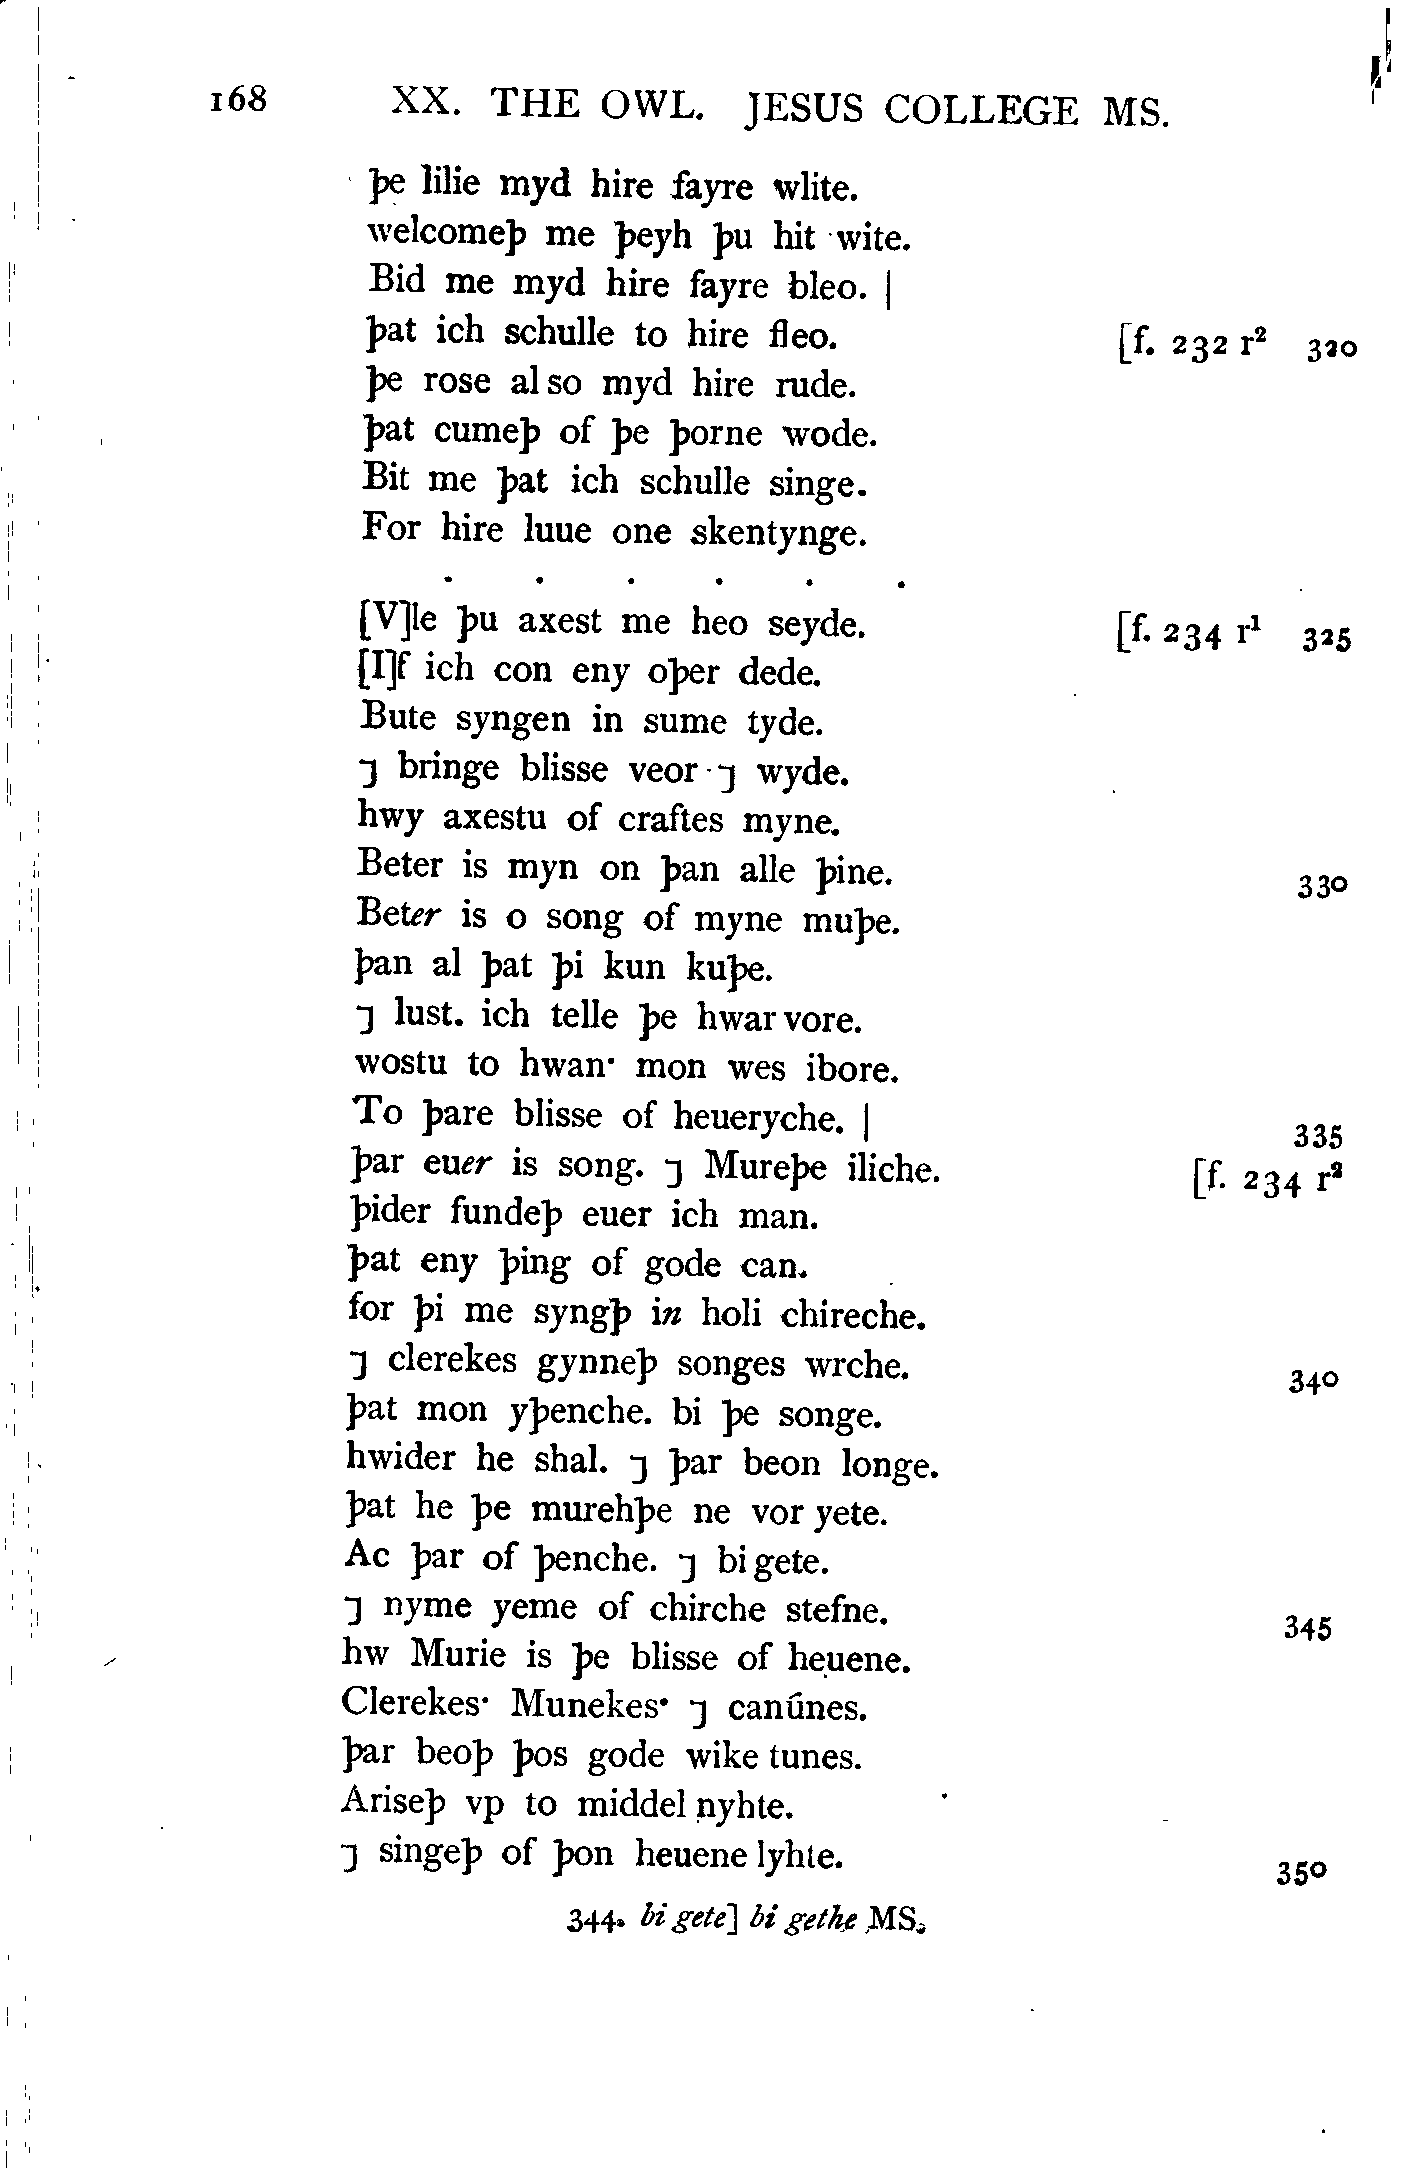 168 XX. THE OWL. JESUS COLLEGE MS.
þe lilie myd hire fayre wlite.
welcomeþ me þeyh þu hit wite.
Bid me myd hire fayre bleo. |
þat ich schulle to hire fleo. [f. 232 r² 320
þe rose al so myd hire rude.
þat cumeþ of þe þorne wode.
Bit me þat ich schulle singe.
For hire luue one skentynge.
. . . . . .
[V]le þu axest me heo seyde. [f. 234 r¹ 325
[I]f ich con eny oþer dede.
Bute syngen in sume tyde.
⁊ bringe blisse veor ⁊ wyde.
hwy axestu of craftes myne.
Beter is myn on þan alle þine. 330
Beter is o song of myne muþe.
þan al þat þi kun kuþe.
⁊ lust. ich telle þe hwar vore.
wostu to hwan· mon wes ibore.
To þare blisse of heueryche. | 335
þar euer is song. ⁊ Mureþe iliche. [f. 234 r²
þider fundeþ euer ich man.
þat eny þing of gode can.
for þi me syngþ in holi chireche.
⁊ clerekes gynneþ songes wrche. 340
þat mon yþenche. bi þe songe.
hwider he shal. ⁊ þar beon longe.
þat he þe murehþe ne vor yete.
Ac þar of þenche. ⁊ bi gete.
⁊ nyme yeme of chirche stefne. 345
hw Murie is þe blisse of heuene.
Clerekes· Munekes· ⁊ canúnes.
þar beoþ þos gode wike tunes.
Ariseþ vp to middel nyhte.
⁊ singeþ of þon heuene lyhte. 350
344. bi gete] bi gethe MS.